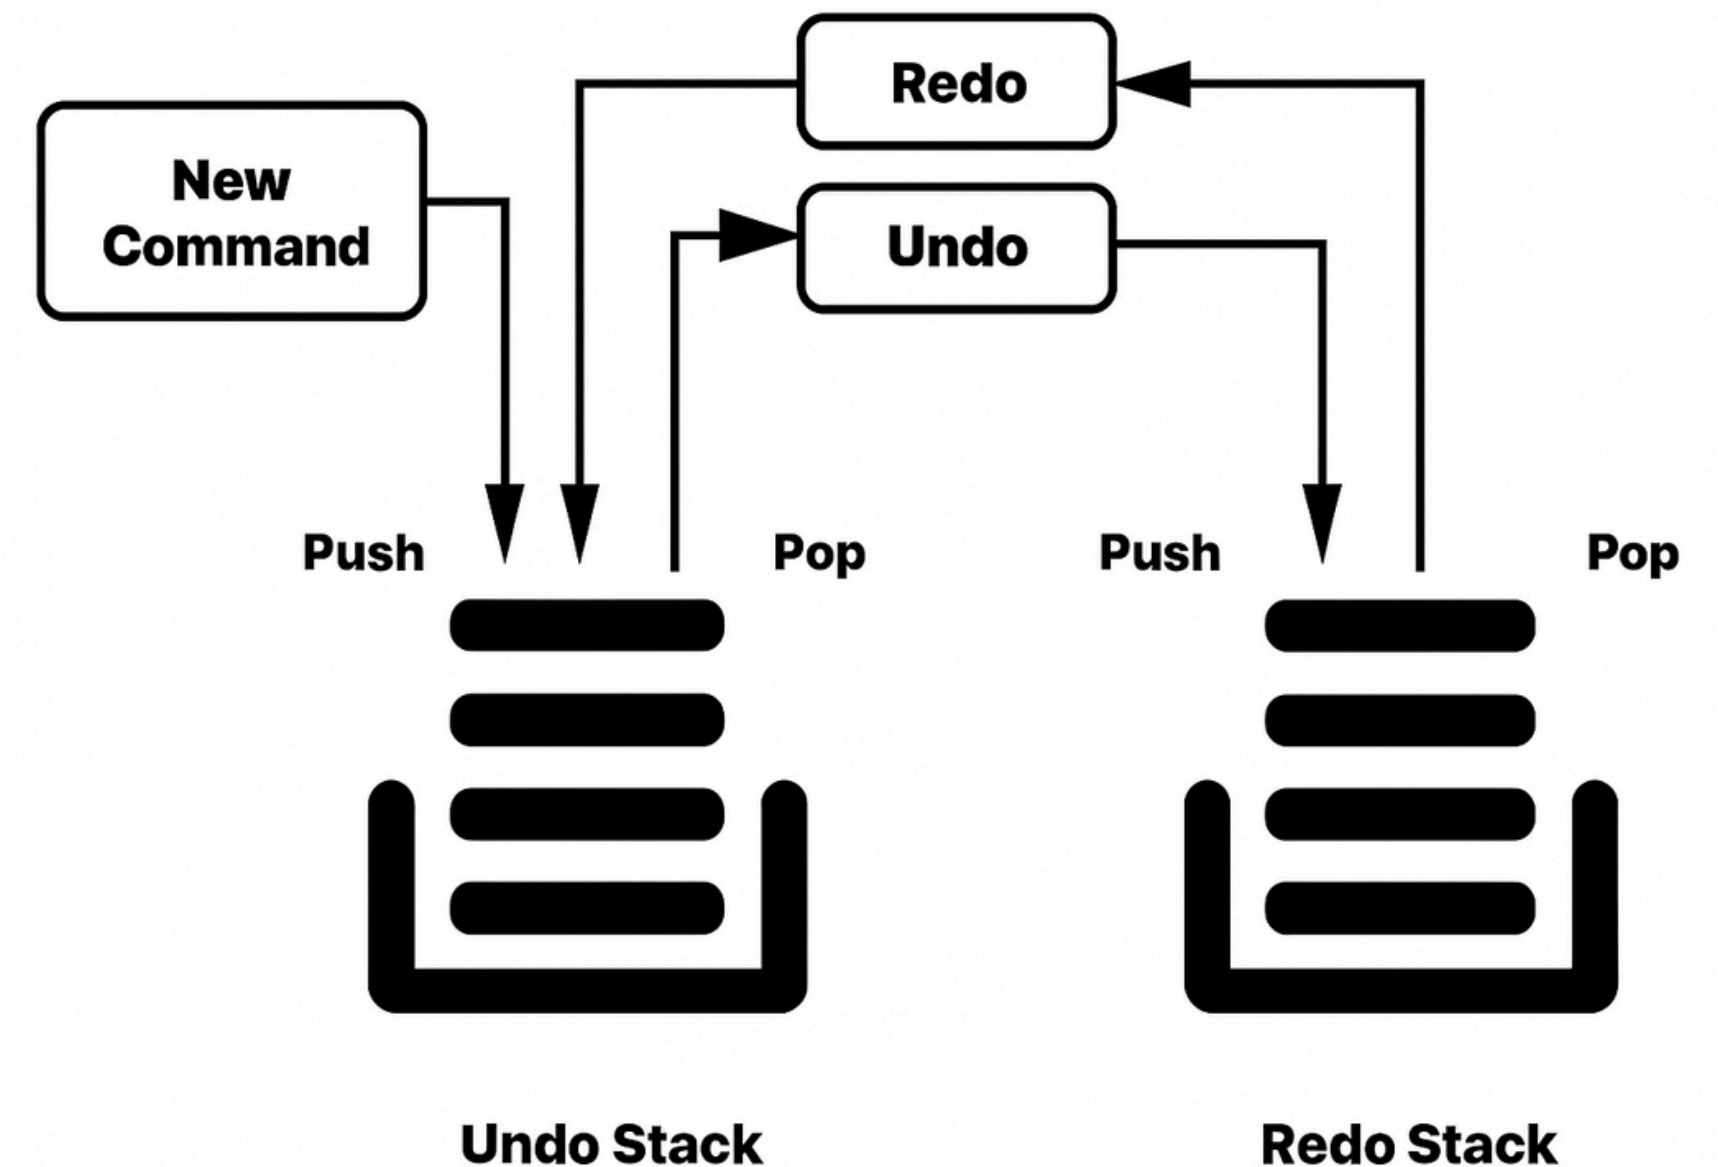 Redo
New
Command
Undo
Push
Pop
Push
Pop
Undo Stack
Redo Stack